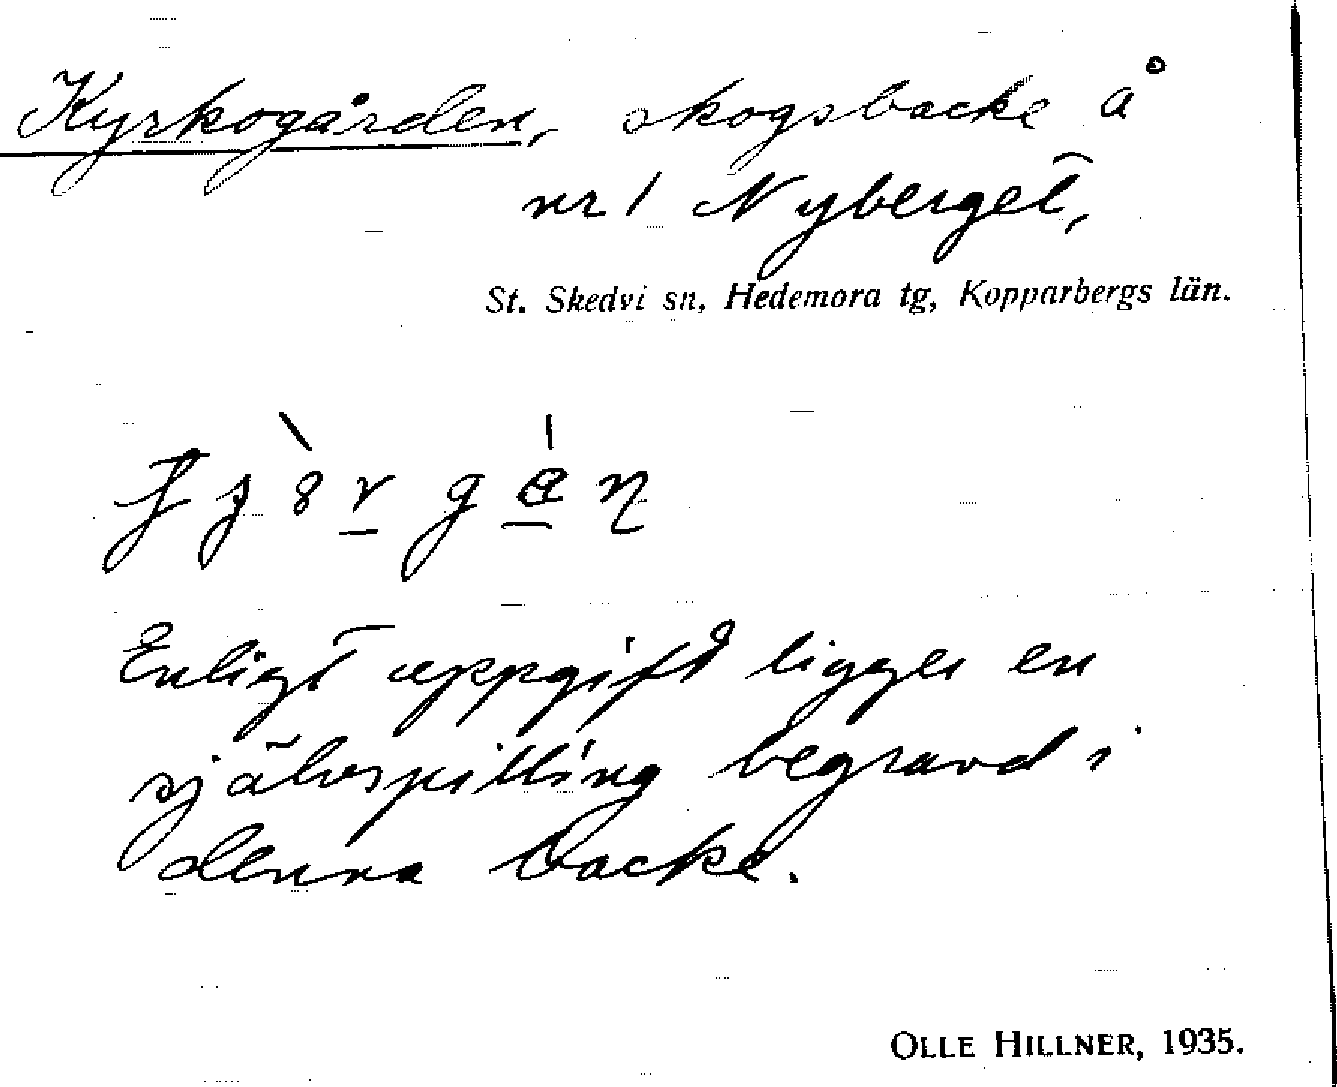 Kyrkogården, skogsbacke å
nr 1 Nyberget,
St. Skedvi sn, Hedemora tg, Kopparbergs län.
Enligt uppgift ligger en
självspilling begravd i
denna backe.
OLLE HILLNER, 1935.